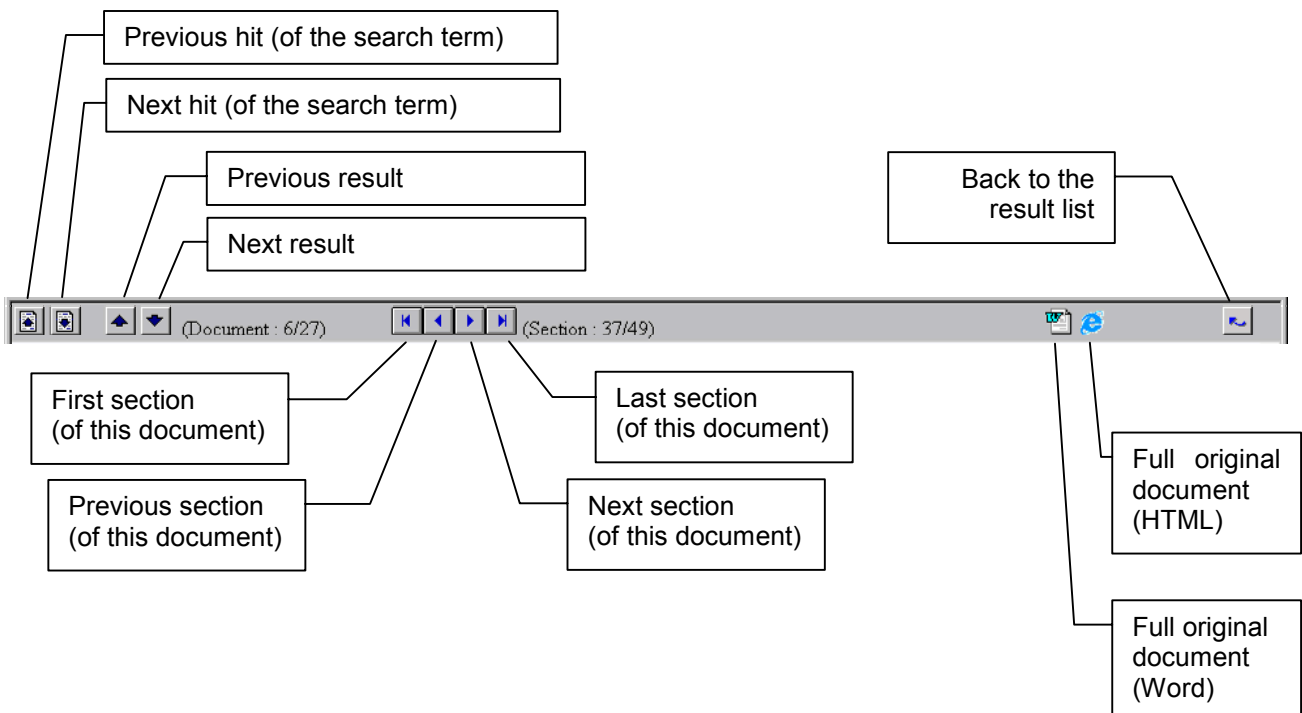 Previous hit (of the search term)
Next hit (of the search term)
Previous result
Back to the
result list
Next result
(Document : 6/27)
(Section : 37/49)
W
First section
(of this document)
Last section
(of this document)
Previous section
(of this document)
Next section
(of this document)
Full original
document
(HTML)
Full original
document
(Word)